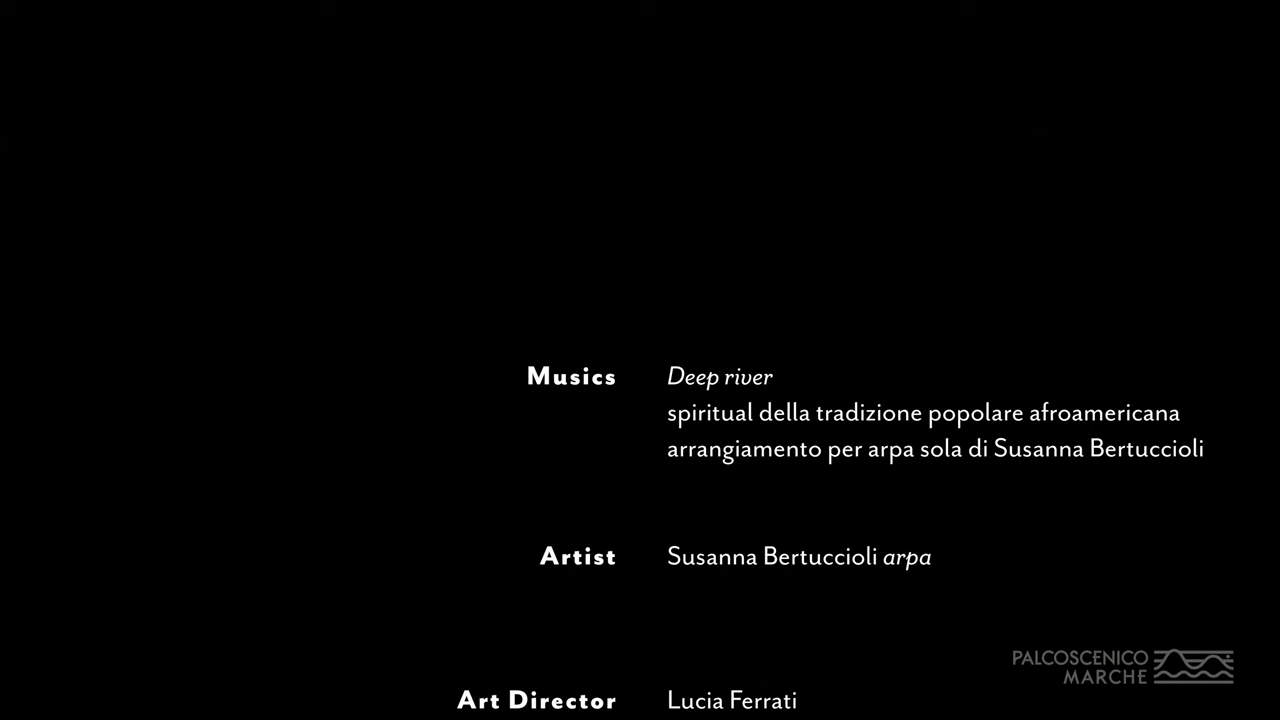 Musics Deep river
spiritual della tradizione popolare afroamericana
arrangiamento per arpa sola di Susanna Bertuccioli
Artist Susanna Bertuccioli arpa
PALCOSCENICO
MARCHE
Art Director Lucia Ferrati